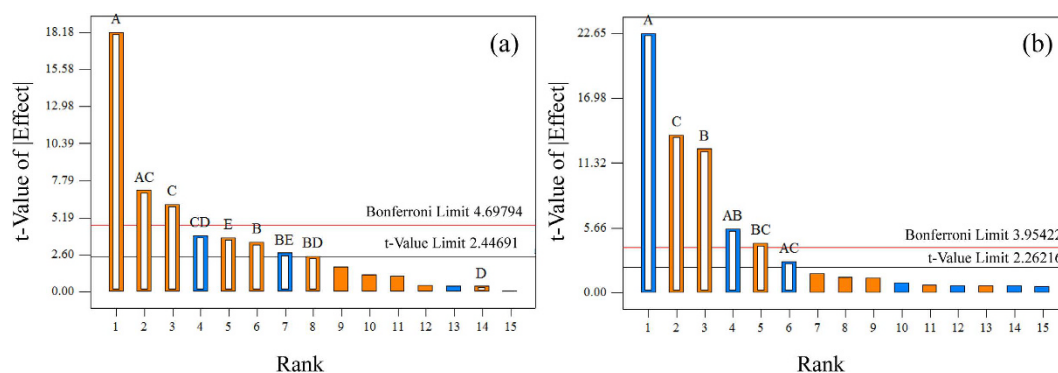 (a)
t-Value of |Effect|
18.18
15.58
12.98
10.39
7.79
5.19
2.60
0.00
A
AC
C
CD
E
B
BE
BD
D
Bonferroni Limit 4.69794
t-Value Limit 2.44691
1 2 3 4 5 6 7 8 9 10 11 12 13 14 15
Rank
(b)
t-Value of |Effect|
22.65
16.98
11.32
5.66
0.00
A
C
B
AB
BC
AC
Bonferroni Limit 3.95422
t-Value Limit 2.26216
1 2 3 4 5 6 7 8 9 10 11 12 13 14 15
Rank